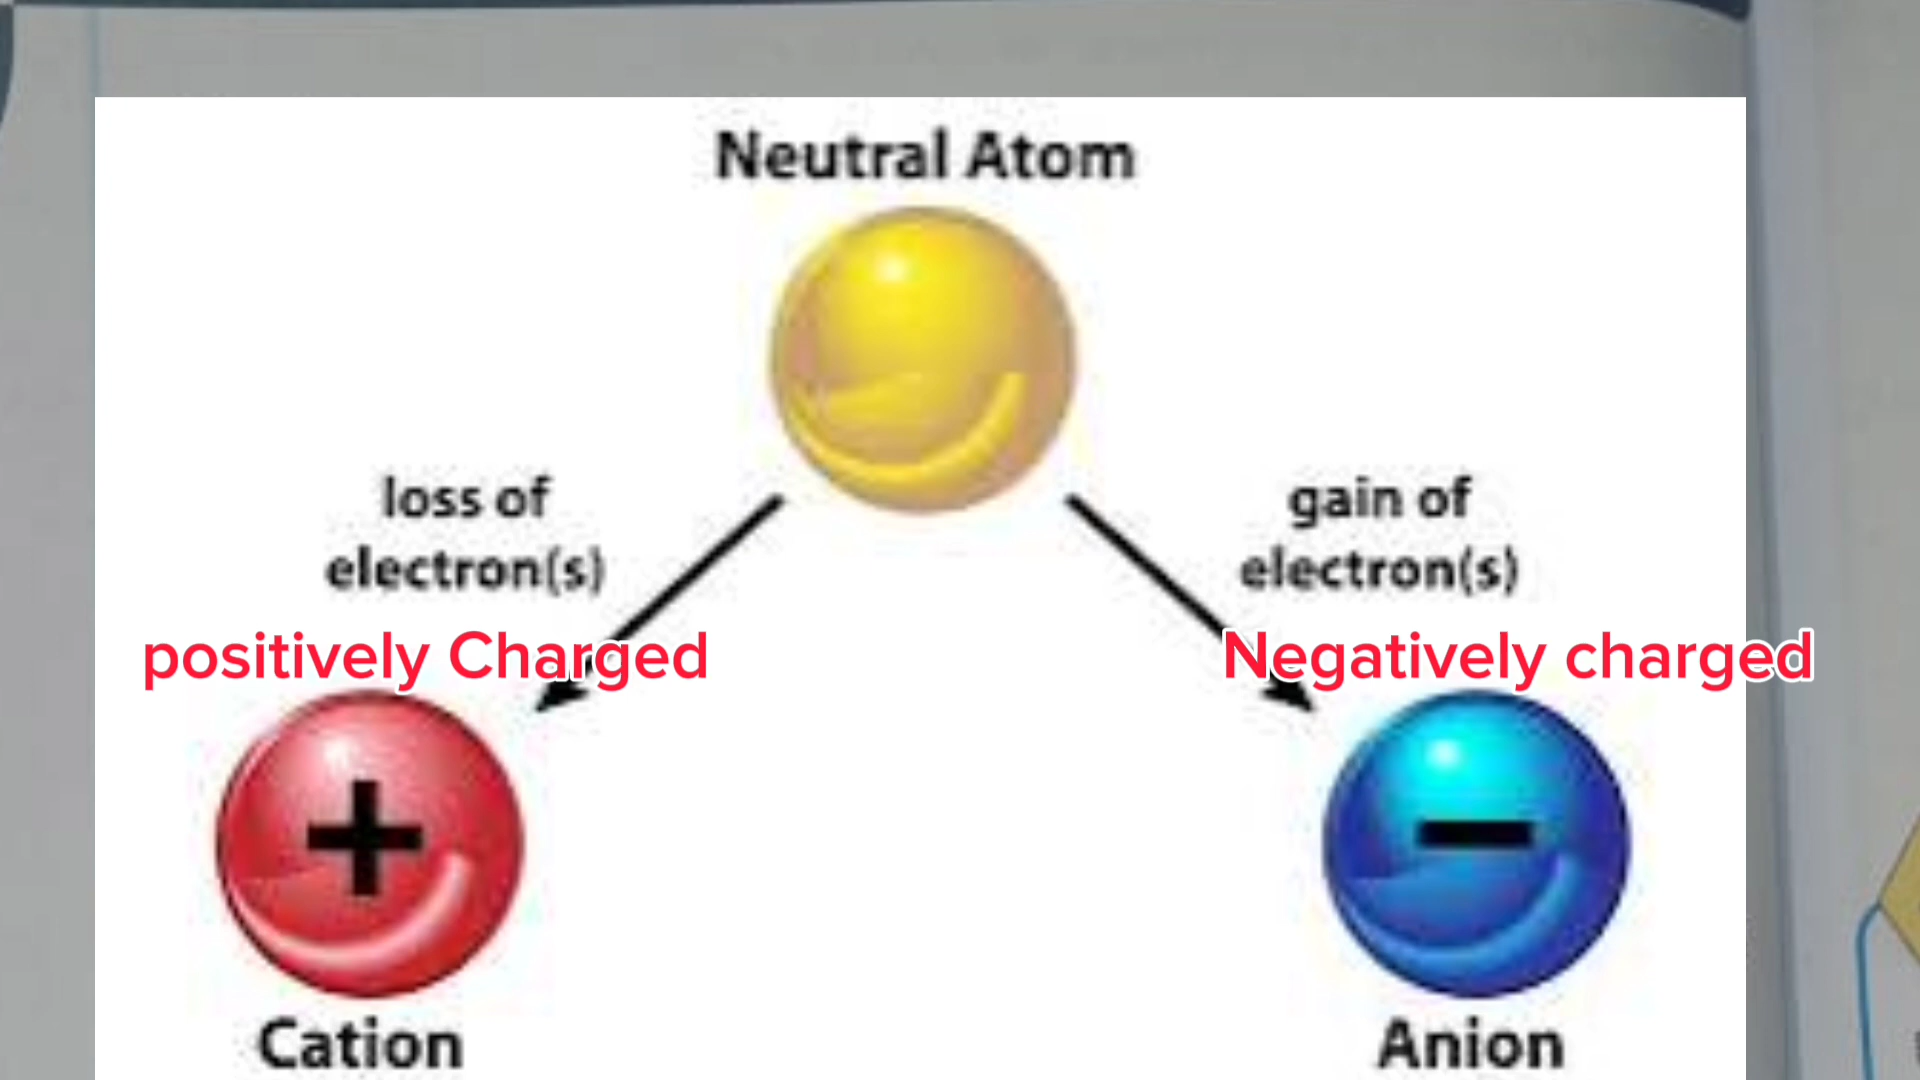 Neutral Atom
loss of
electron(s)
gain of
electron(s)
positively Charged
Negatively charged
+
−
Cation
Anion